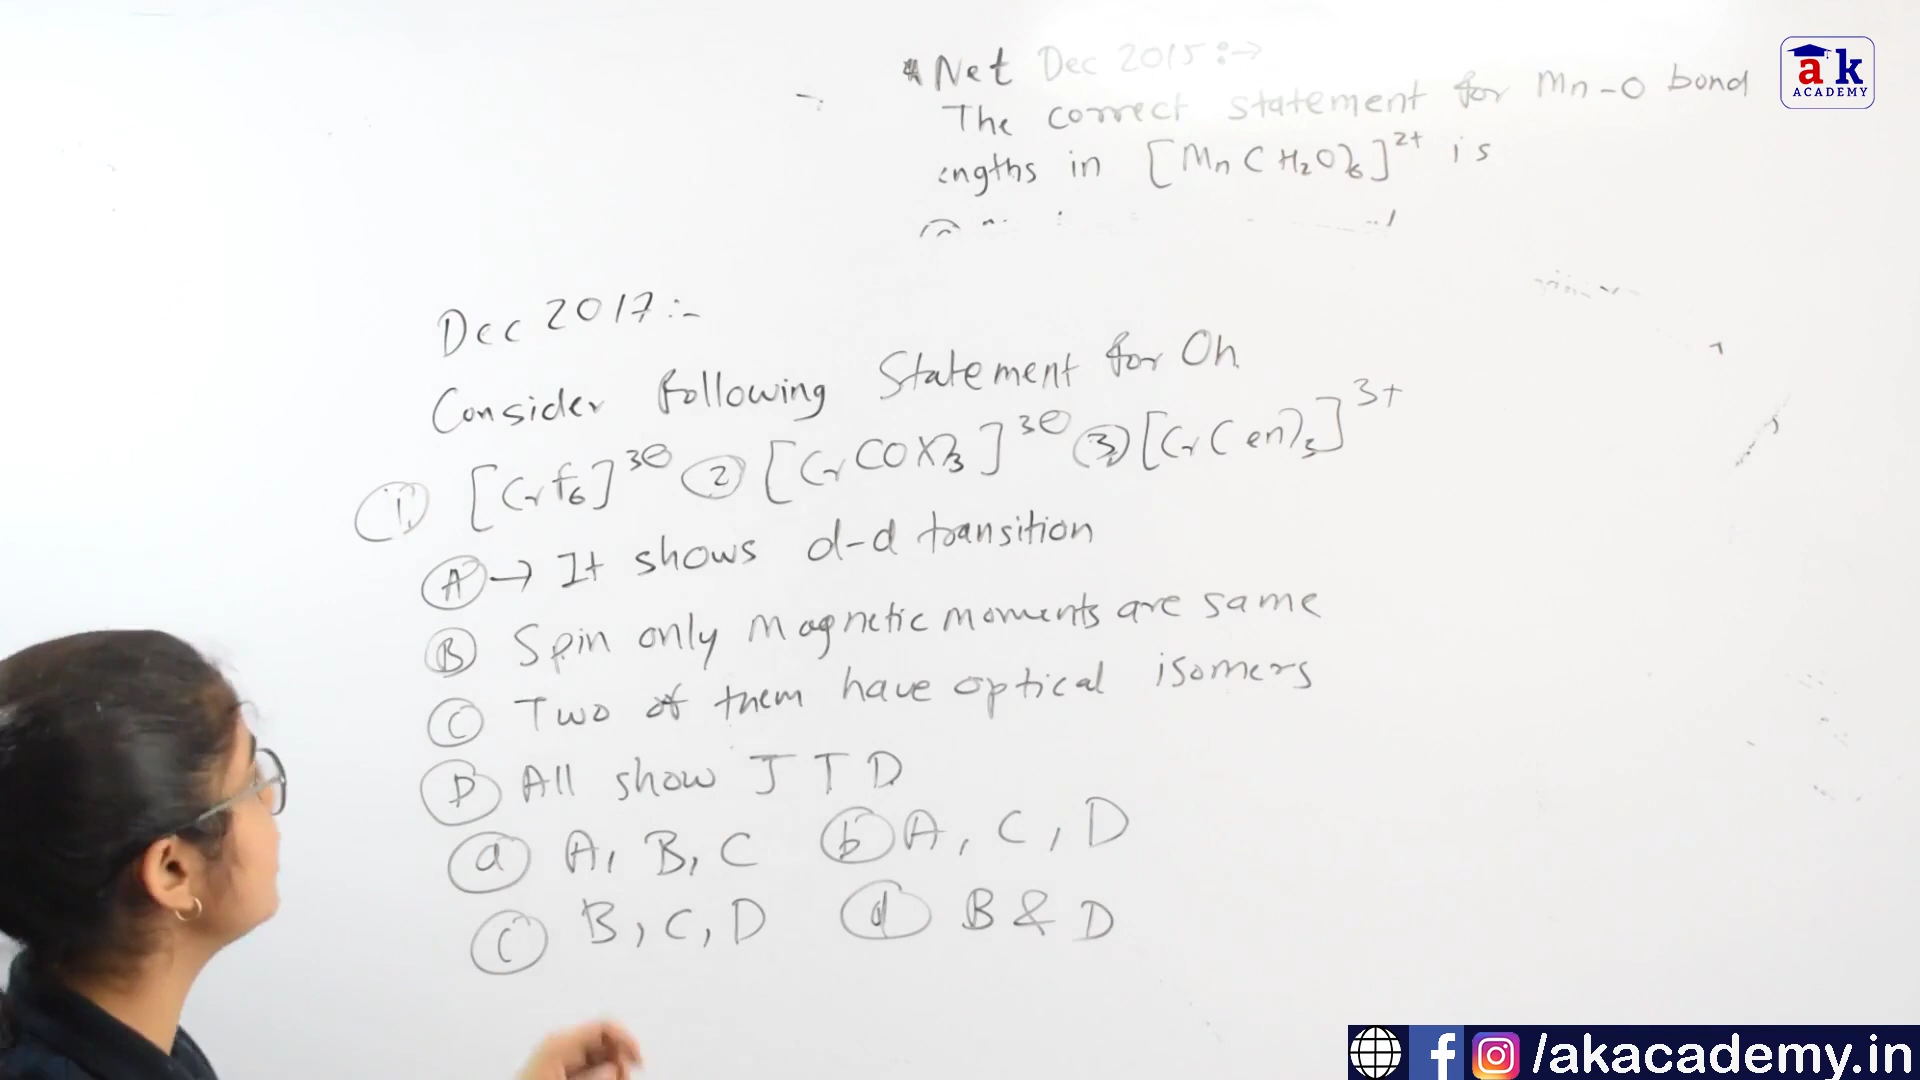 Net Dec 2015:→
The correct statement for Mn-O bond
engths in [Mn(H₂O)₆]²⁺ is
Dec 2017:-
Consider Following Statement for Oh
① [CrF₆]³⊖ ② [Cr(OX)₃]³⊖ ③ [Cr(en)₃]³⁺
Ⓐ → It shows d-d transition
Ⓑ Spin only Magnetic moments are same
Ⓒ Two of them have optical isomers
Ⓓ All show JTD
ⓐ A, B, C ⓑ A, C, D
ⓒ B, C, D ⓓ B & D
ak
ACADEMY
/akacademy.in